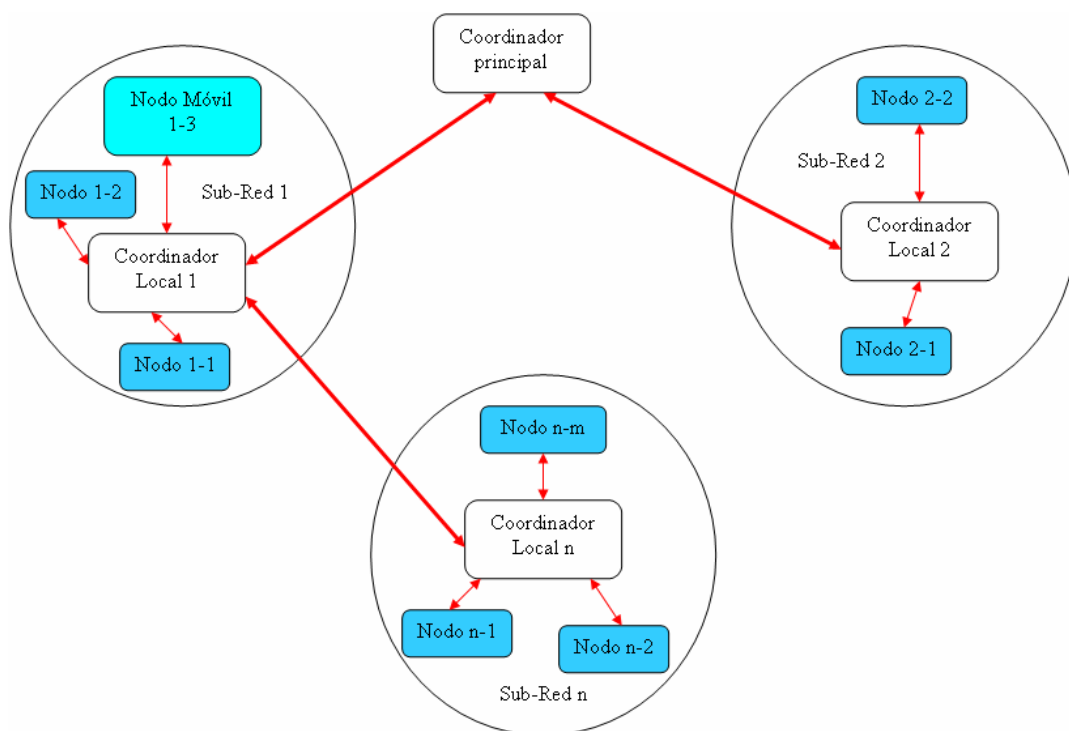 Coordinador
principal
Nodo Móvil
1-3
Nodo 1-2
Sub-Red 1
Coordinador
Local 1
Nodo 1-1
Nodo 2-2
Sub-Red 2
Coordinador
Local 2
Nodo 2-1
Nodo n-m
Coordinador
Local n
Nodo n-1
Nodo n-2
Sub-Red n